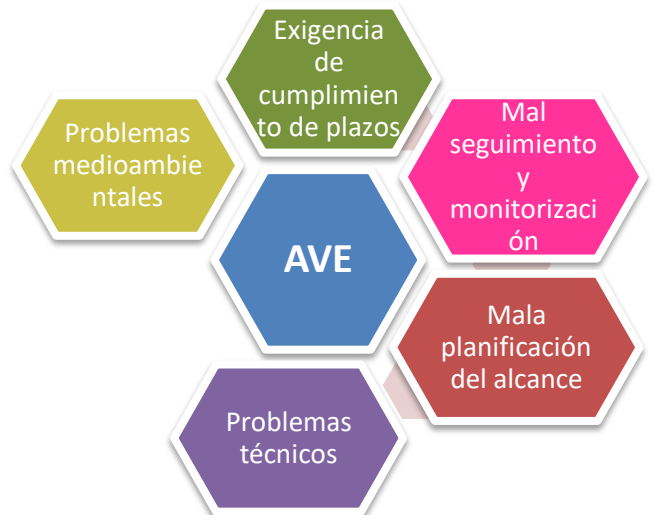 Exigencia
de
cumplimien
to de plazos
Mal
seguimiento
y
monitorizaci
ón
Problemas
medioambie
ntales
AVE
Mala
planificación
del alcance
Problemas
técnicos